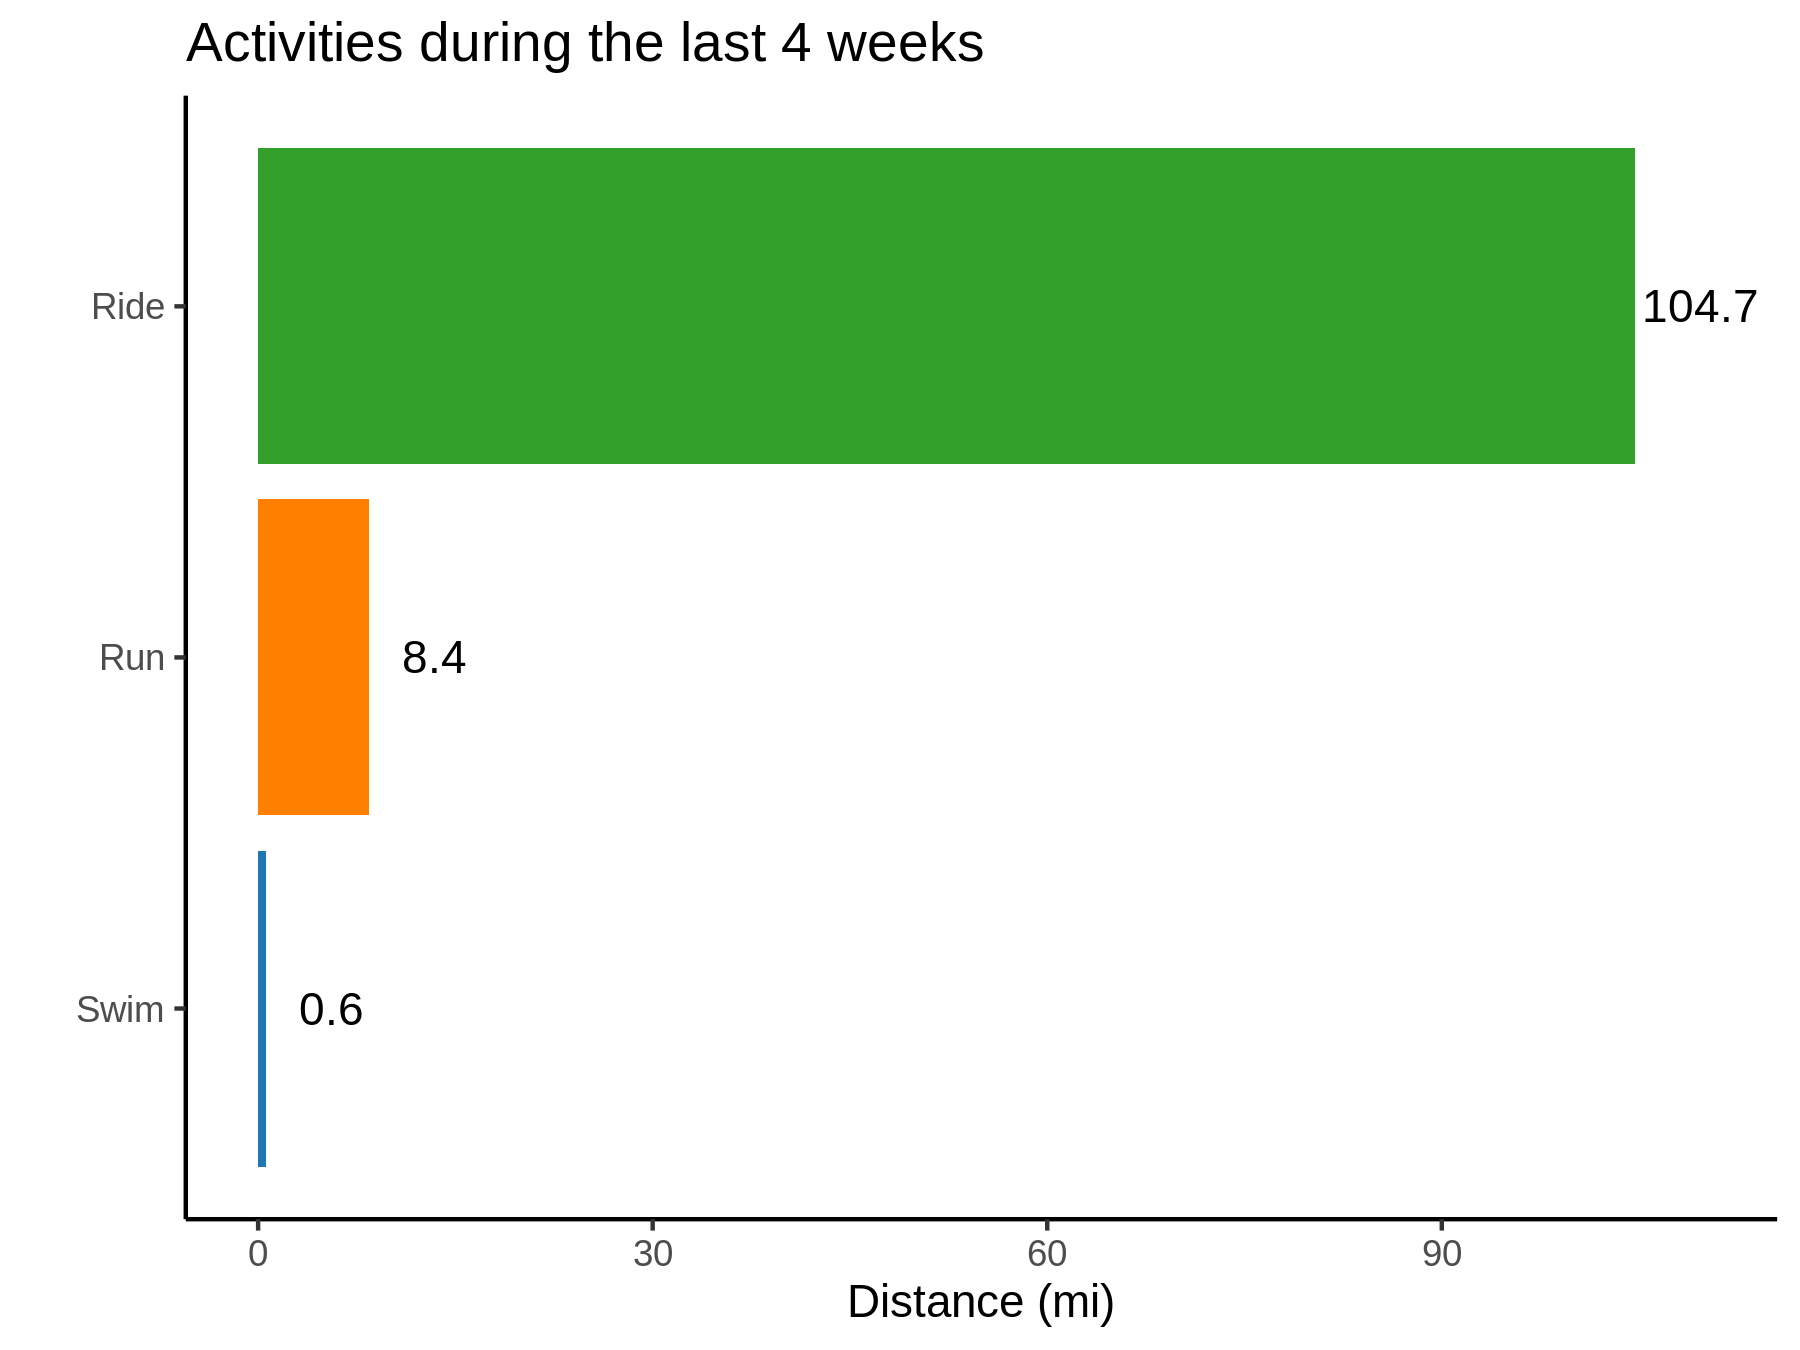 Activities during the last 4 weeks
Ride
104.7
Run
8.4
Swim
0.6
0 30 60 90
Distance (mi)